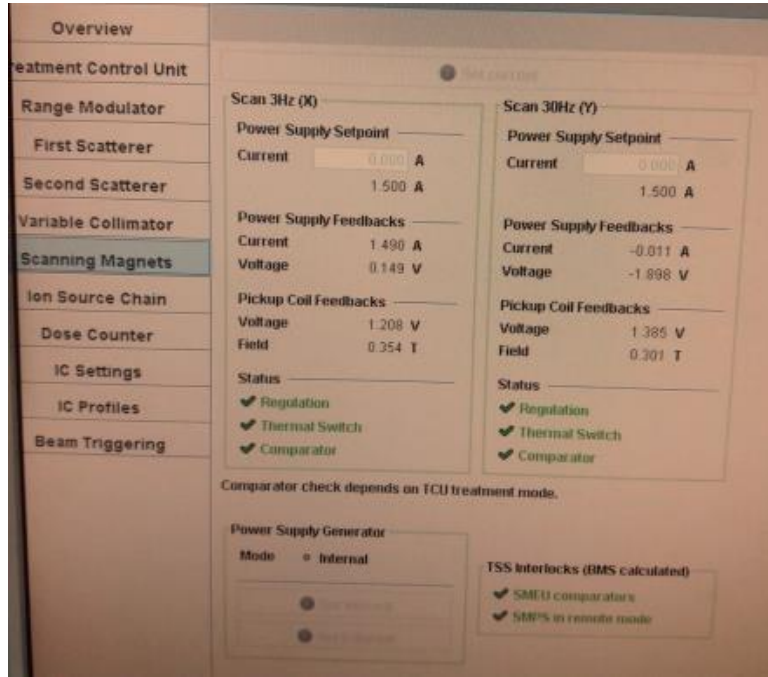 Overview
reatment Control Unit
Range Modulator
First Scatterer
Second Scatterer
Variable Collimator
Scanning Magnets
Ion Source Chain
Dose Counter
IC Settings
IC Profiles
Beam Triggering
Scan 3Hz (X)
Power Supply Setpoint
Current 0.000 A
1.500 A
Power Supply Feedbacks
Current 1.490 A
Voltage 0.149 V
Pickup Coil Feedbacks
Voltage 1.208 V
Field 0.354 T
Status
Regulation
Thermal Switch
Comparator
Scan 30Hz (Y)
Power Supply Setpoint
Current 0.000 A
1.500 A
Power Supply Feedbacks
Current -0.011 A
Voltage -1.898 V
Pickup Coil Feedbacks
Voltage 1.385 V
Field 0.301 T
Status
Regulation
Thermal Switch
Comparator
Comparator check depends on TCU treatment mode.
Power Supply Generator
Mode Internal
TSS Interlocks (BMS calculated)
SMEU comparators
SMPS in remote mode